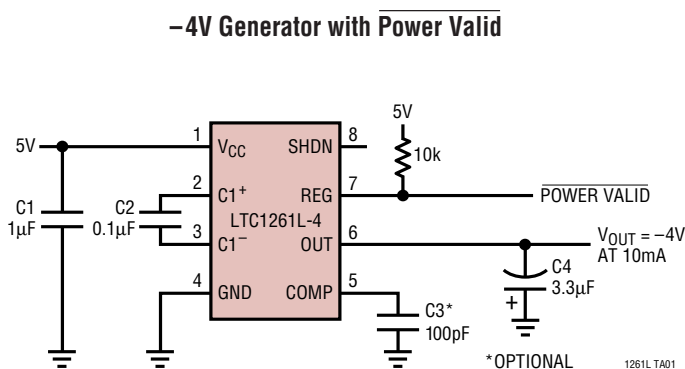 –4V Generator with Power Valid
5V
5V
1
VCC
SHDN
8
10k
2
C1+
REG
7
POWER VALID
C1
1µF
C2
0.1µF
LTC1261L-4
3
C1–
OUT
6
VOUT = –4V
AT 10mA
C4
3.3µF
+
4
GND
COMP
5
C3*
100pF
*OPTIONAL
1261L TA01